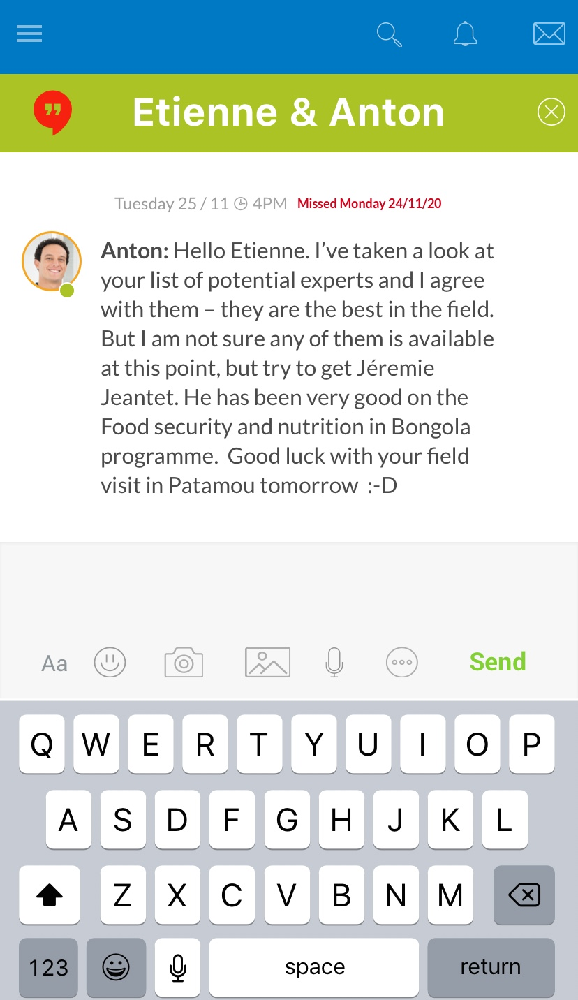 Etienne & Anton
Tuesday 25 / 11 4PM Missed Monday 24/11/20
Anton: Hello Etienne. I’ve taken a look at
your list of potential experts and I agree
with them – they are the best in the field.
But I am not sure any of them is available
at this point, but try to get Jéremie
Jeantet. He has been very good on the
Food security and nutrition in Bongola
programme.  Good luck with your field
visit in Patamou tomorrow  :-D
Aa Send
Q W E R T Y U I O P
A S D F G H J K L
Z X C V B N M
123 space return